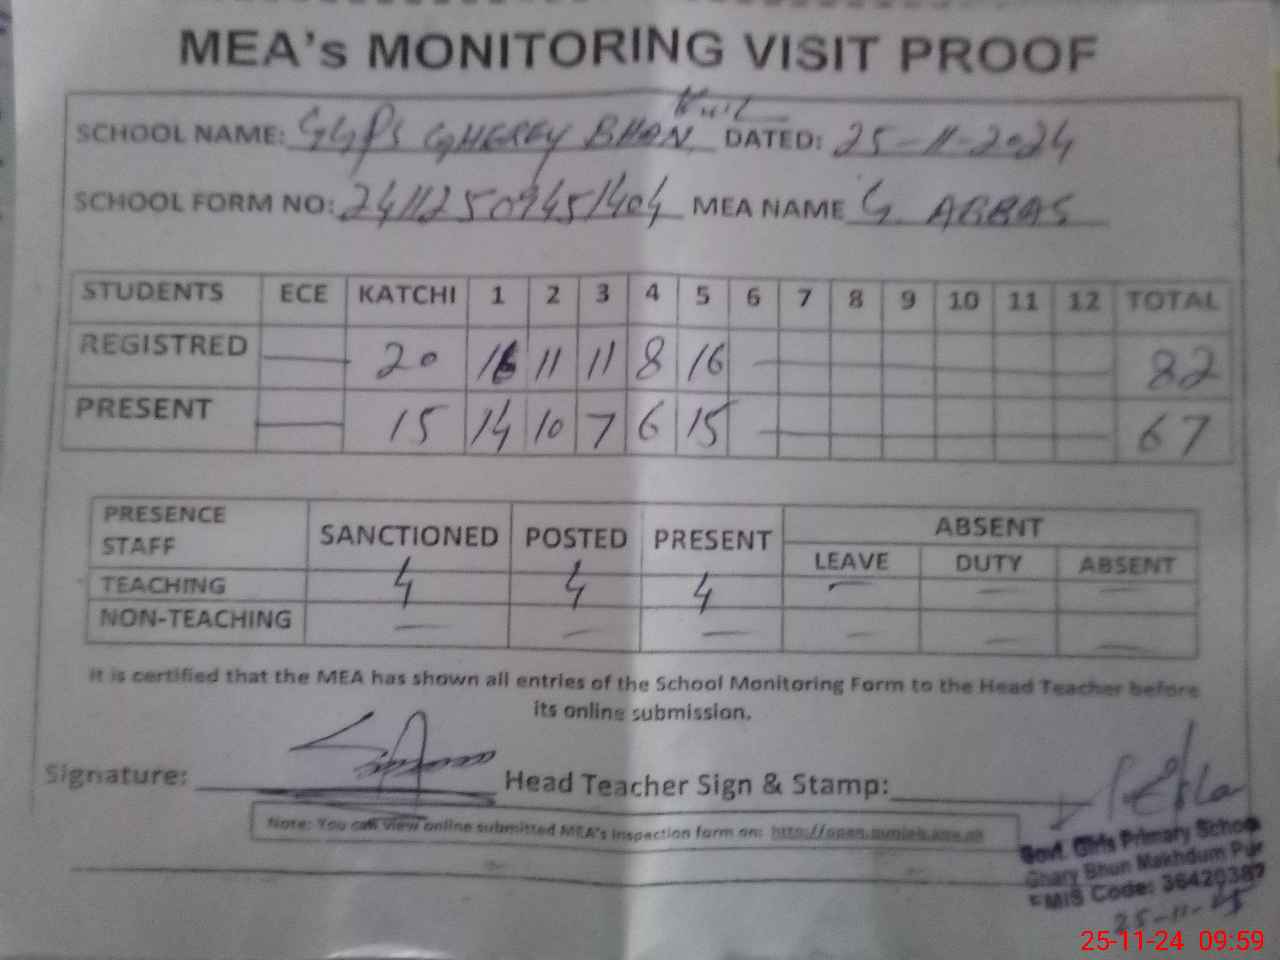 MEA's MONITORING VISIT PROOF
SCHOOL NAME: GGPS GHEREY BHAN DATED: 25-11-2024
SCHOOL FORM NO: 24112509451404 MEA NAME G. ABBAS
STUDENTS ECE KATCHI 1 2 3 4 5 6 7 8 9 10 11 12 TOTAL
REGISTRED — 20 16 11 11 8 16 — 82
PRESENT — 15 14 10 7 6 15 — 67
PRESENCE STAFF SANCTIONED POSTED PRESENT ABSENT
LEAVE DUTY ABSENT
TEACHING 4 4 4 — — —
NON-TEACHING — — — — — —
It is certified that the MEA has shown all entries of the School Monitoring Form to the Head Teacher before
its online submission.
Signature: Head Teacher Sign & Stamp:
Note: You can view online submitted MEA's inspection form on:
Govt. Girls Primary School
Ghary Bhun Makhdum Pur
EMIS Code: 36420387
25-11-24 09:59